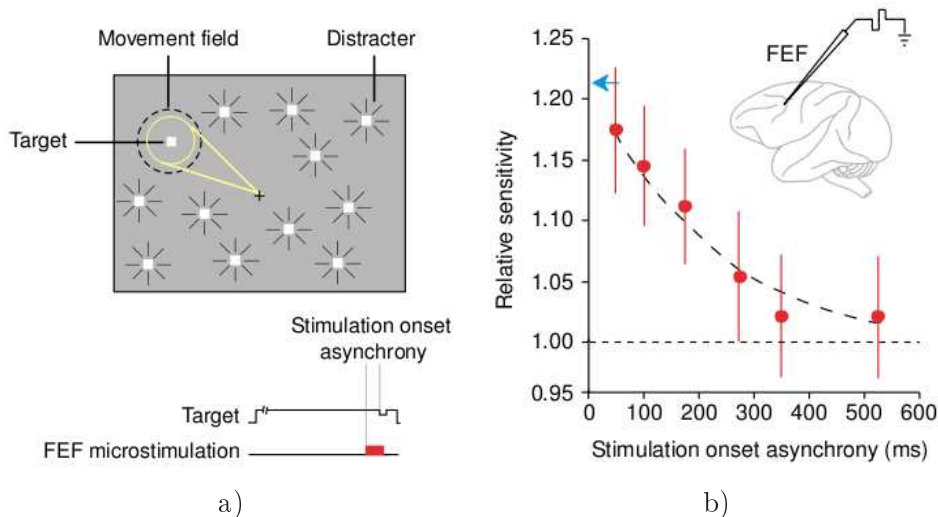 Movement field
Distracter
Target
Stimulation onset
asynchrony
Target
FEF microstimulation
a)
1.25
1.20
1.15
1.10
1.05
1.00
0.95
Relative sensitivity
FEF
0 100 200 300 400 500 600
Stimulation onset asynchrony (ms)
b)